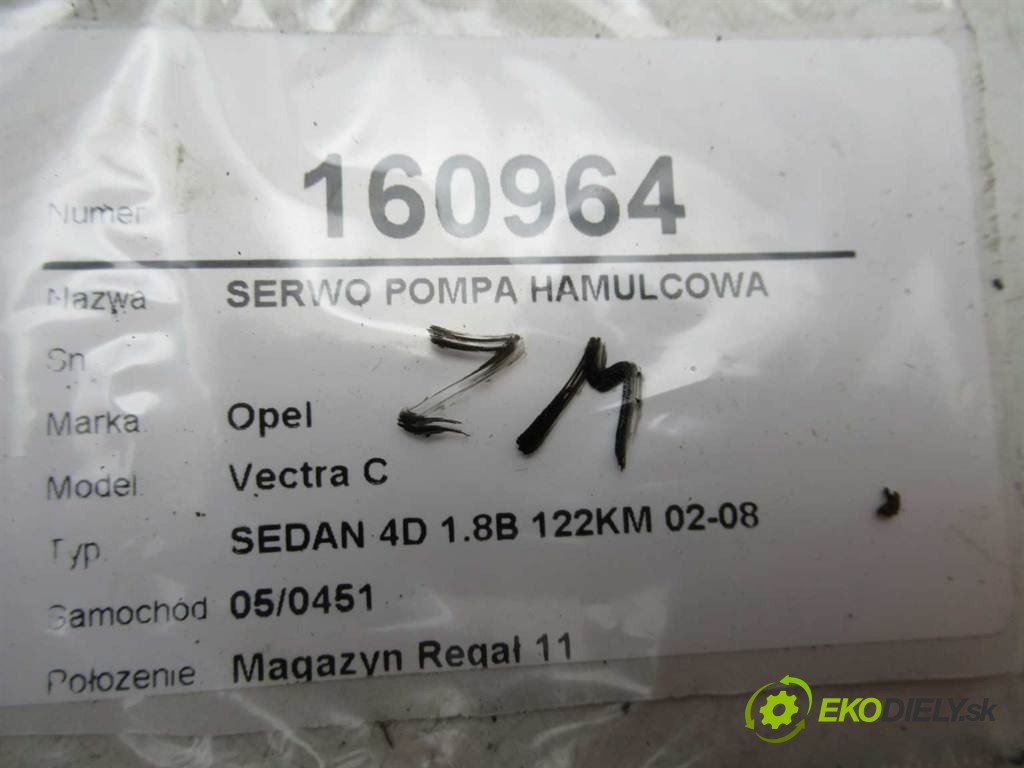 Numer 160964
Nazwa SERWO POMPA HAMULCOWA
Sn
ZM
Marka Opel
Model Vectra C
Typ SEDAN 4D 1.8B 122KM 02-08
Samochód 05/0451
Położenie Magazyn Regał 11
EKODIELY.sk